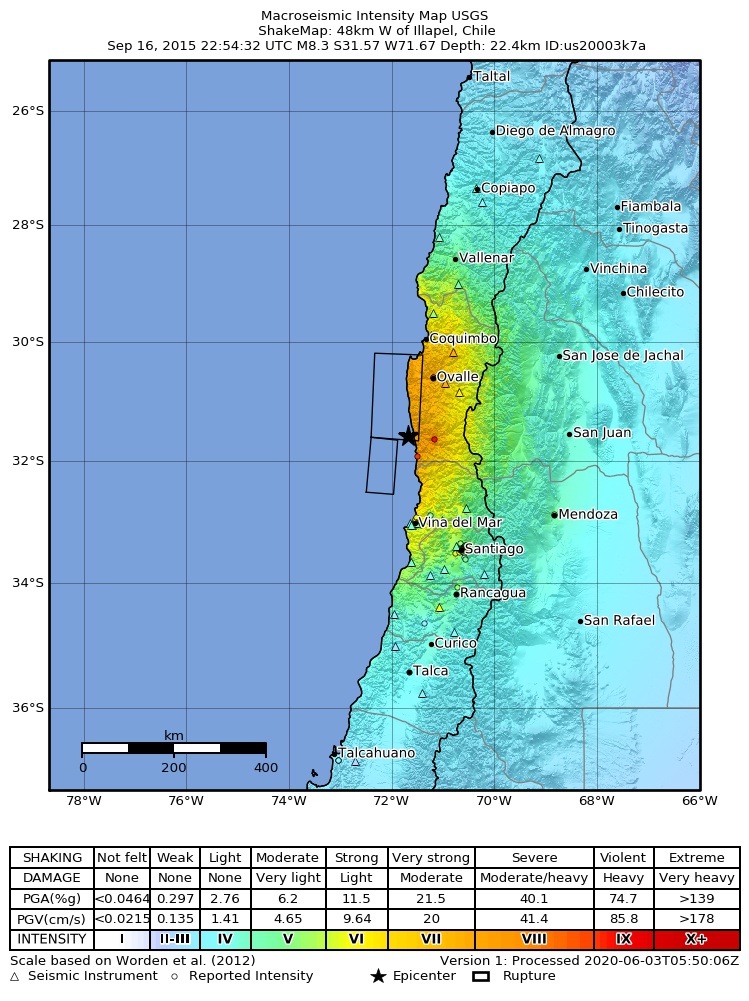 Macroseismic Intensity Map USGS
ShakeMap: 48km W of Illapel, Chile
Sep 16, 2015 22:54:32 UTC M8.3 S31.57 W71.67 Depth: 22.4km ID:us20003k7a
Taltal
26°S
Diego de Almagro
Copiapo
Fiambala
28°S
Tinogasta
Vallenar
Vinchina
Chilecito
Coquimbo
30°S
San Jose de Jachal
Ovalle
San Juan
32°S
Mendoza
Vina del Mar
Santiago
34°S
Rancagua
San Rafael
Curico
Talca
36°S
km
Talcahuano
0 200 400
78°W 76°W 74°W 72°W 70°W 68°W 66°W
SHAKING Not felt Weak Light Moderate Strong Very strong Severe Violent Extreme
DAMAGE None None None Very light Light Moderate Moderate/heavy Heavy Very heavy
PGA(%g) <0.0464 0.297 2.76 6.2 11.5 21.5 40.1 74.7 >139
PGV(cm/s) <0.0215 0.135 1.41 4.65 9.64 20 41.4 85.8 >178
INTENSITY I II-III IV V VI VII VIII IX X+
Scale based on Worden et al. (2012) Version 1: Processed 2020-06-03T05:50:06Z
△ Seismic Instrument ○ Reported Intensity ★ Epicenter Rupture